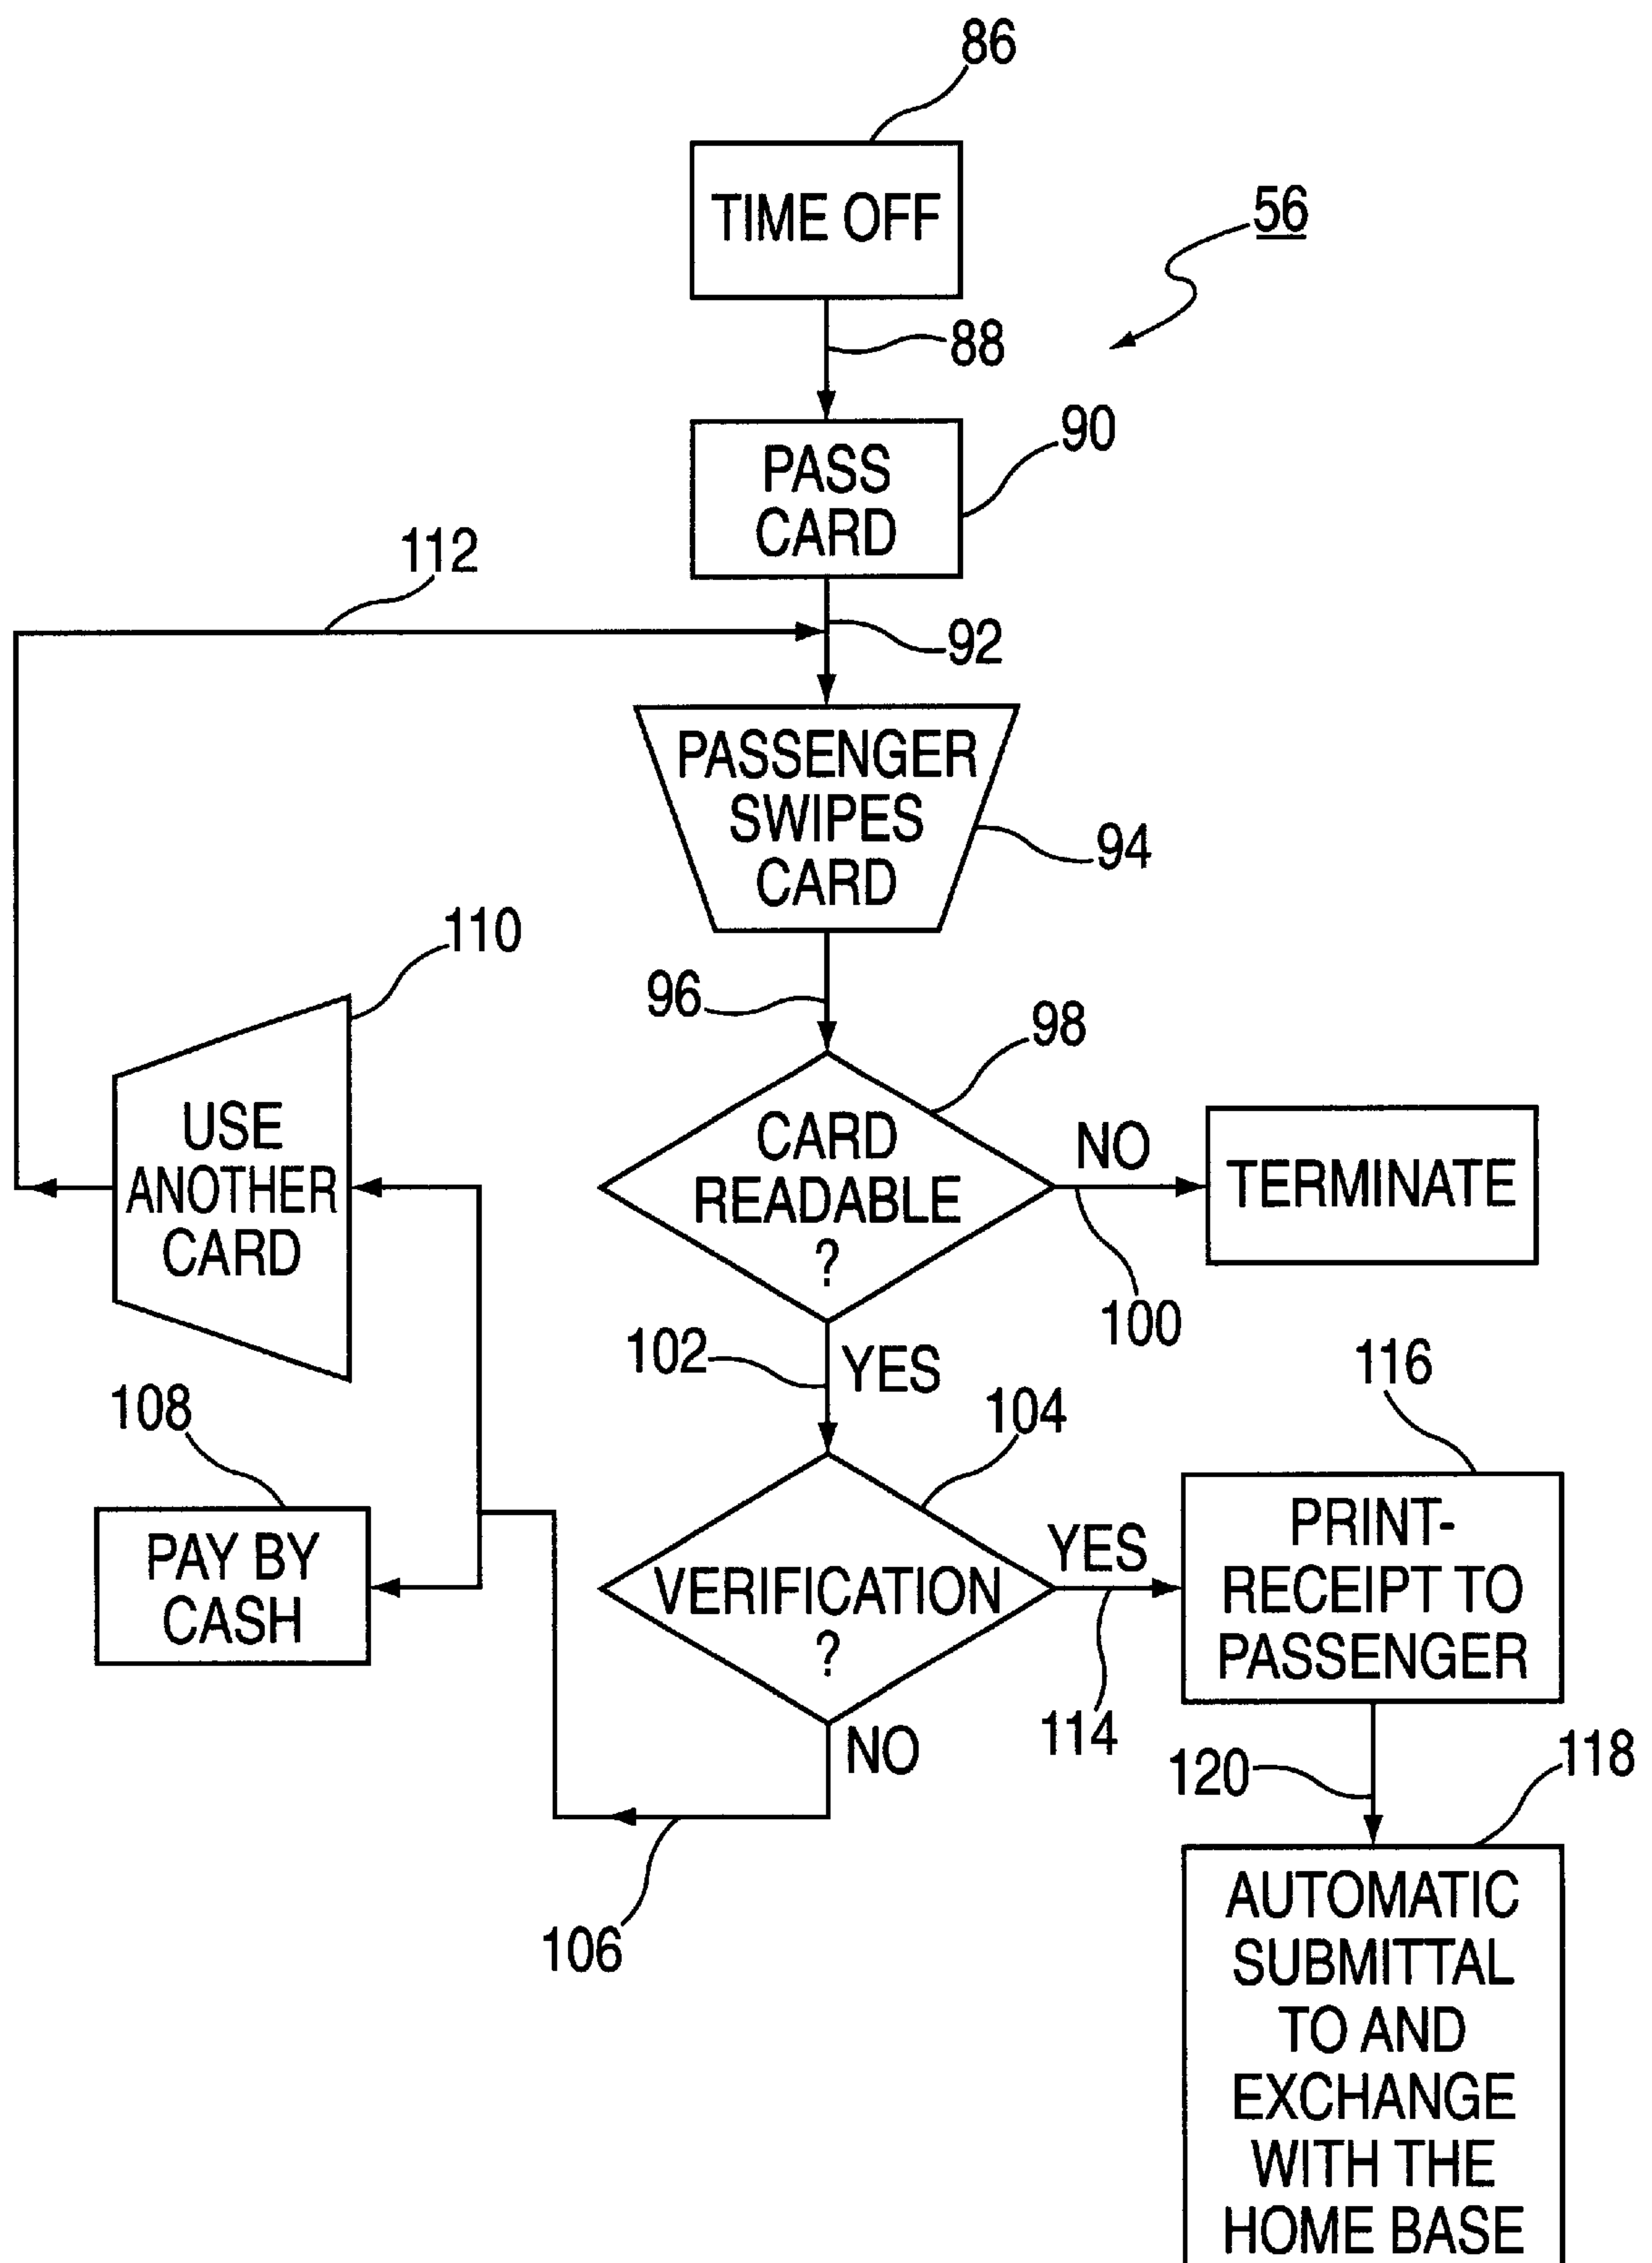 86
TIME OFF
56
88
90
PASS
CARD
112
92
PASSENGER
SWIPES
CARD
94
110
96
98
USE
ANOTHER
CARD
CARD
READABLE
?
NO
TERMINATE
100
102
YES
116
108
104
PAY BY
CASH
VERIFICATION
?
YES
PRINT-
RECEIPT TO
PASSENGER
114
NO
120
118
106
AUTOMATIC
SUBMITTAL
TO AND
EXCHANGE
WITH THE
HOME BASE